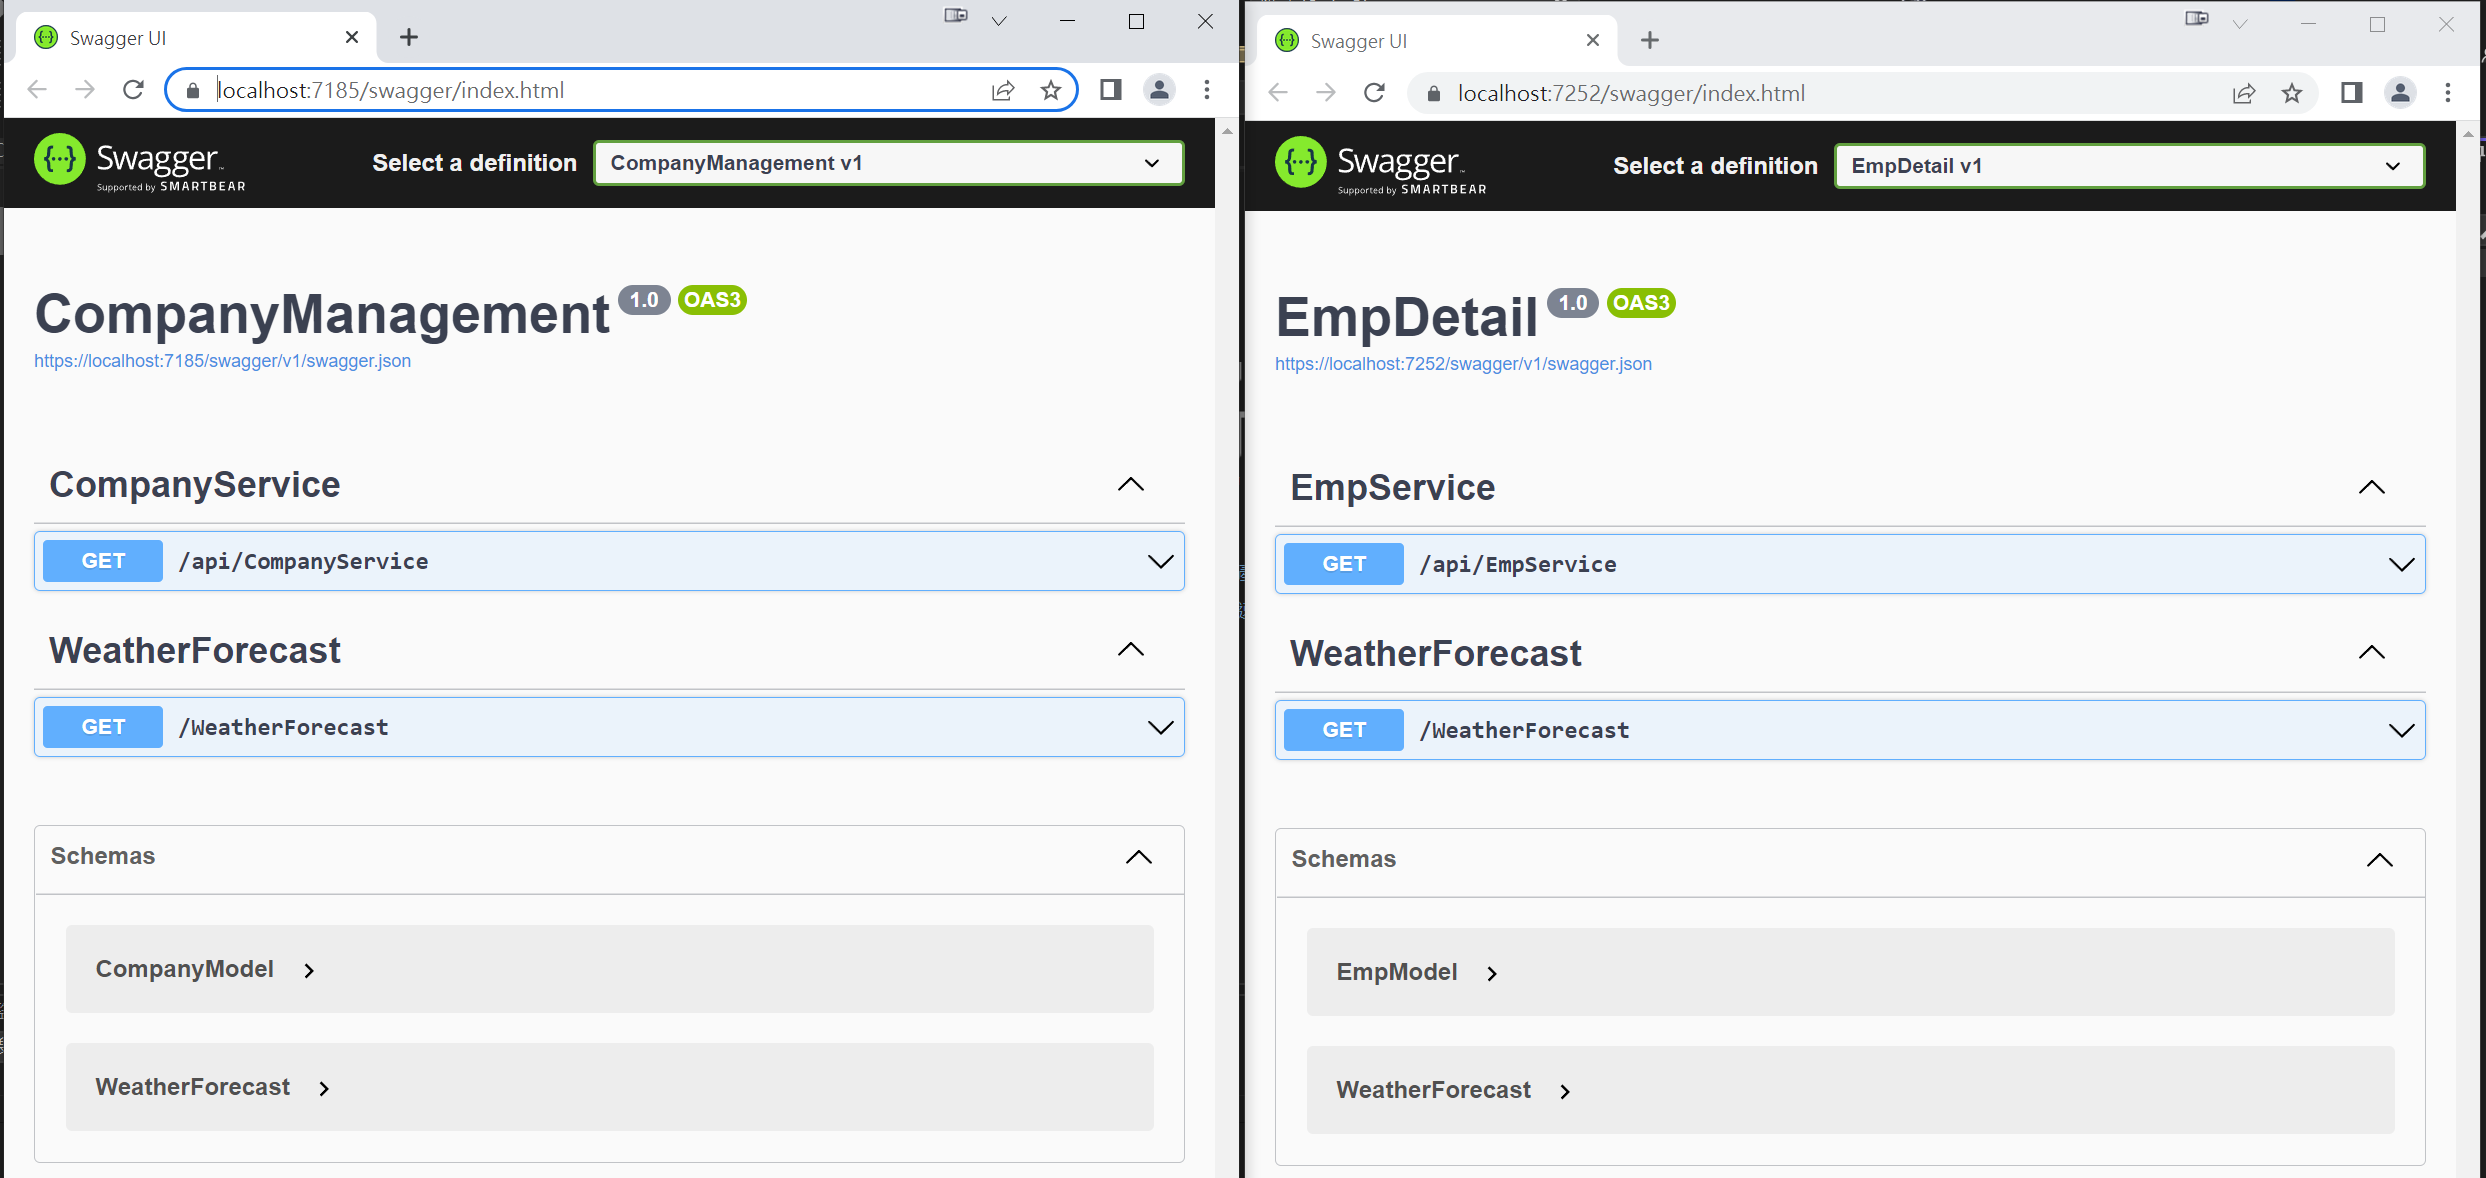 Swagger UI
localhost:7185/swagger/index.html
Swagger
Supported by SMARTBEAR
Select a definition
CompanyManagement v1
CompanyManagement 1.0 OAS3
https://localhost:7185/swagger/v1/swagger.json
CompanyService
GET /api/CompanyService
WeatherForecast
GET /WeatherForecast
Schemas
CompanyModel
WeatherForecast
Swagger UI
localhost:7252/swagger/index.html
Swagger
Supported by SMARTBEAR
Select a definition
EmpDetail v1
EmpDetail 1.0 OAS3
https://localhost:7252/swagger/v1/swagger.json
EmpService
GET /api/EmpService
WeatherForecast
GET /WeatherForecast
Schemas
EmpModel
WeatherForecast